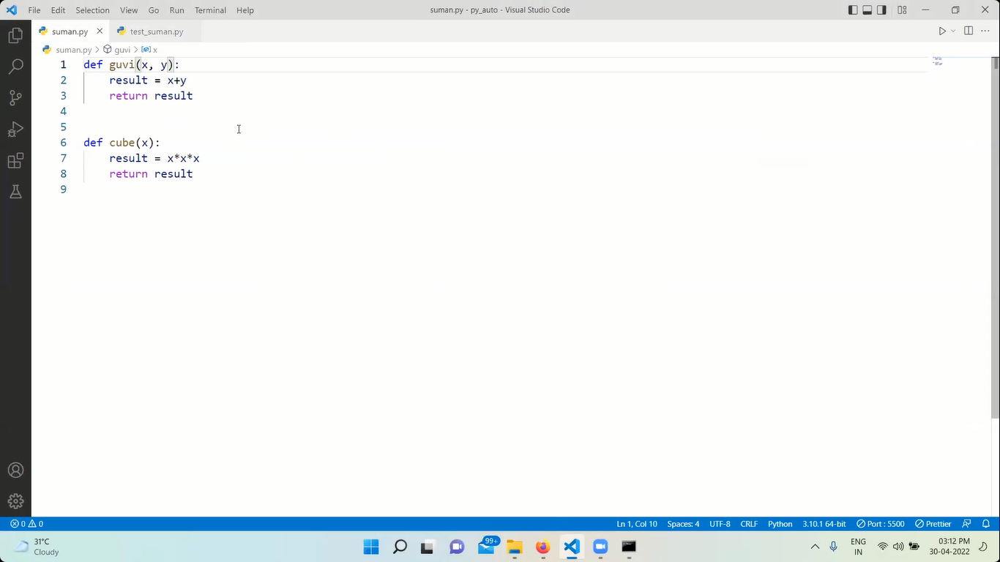 File Edit Selection View Go Run Terminal Help
suman.py - py_auto - Visual Studio Code
suman.py
test_suman.py
suman.py > guvi > x
1 def guvi(x, y):
2     result = x+y
3     return result
4
5
6 def cube(x):
7     result = x*x*x
8     return result
9
0 0
Ln 1, Col 10 Spaces: 4 UTF-8 CRLF Python 3.10.1 64-bit Port : 5500 Prettier
31°C
Cloudy
99+
ENG
IN
03:12 PM
30-04-2022